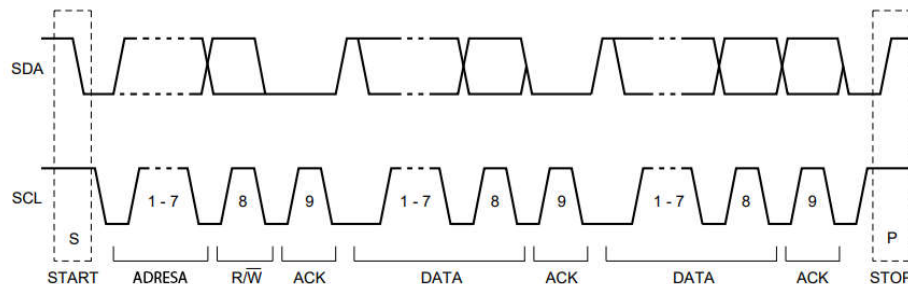 SDA
SCL
1 - 7 8 9 1 - 7 8 9 1 - 7 8 9
S P
START ADRESA R/W̅ ACK DATA ACK DATA ACK STOP